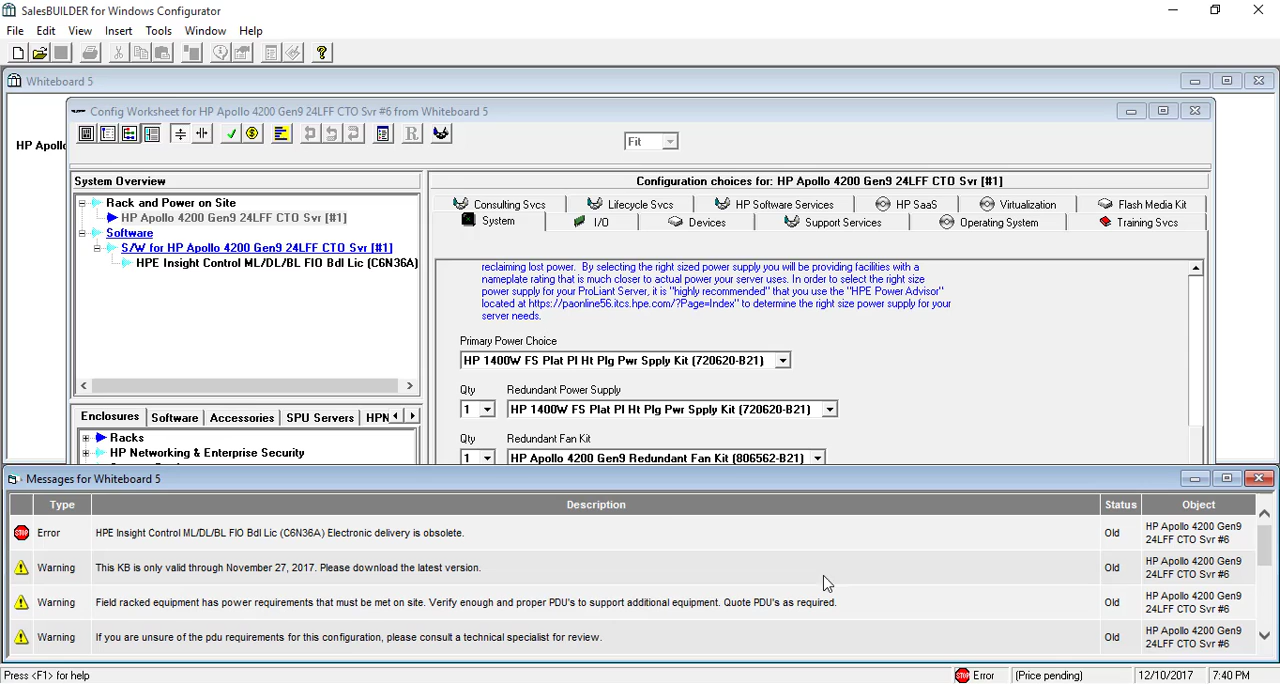 SalesBUILDER for Windows Configurator
File Edit View Insert Tools Window Help
Whiteboard 5
HP Apollo
Config Worksheet for HP Apollo 4200 Gen9 24LFF CTO Svr #6 from Whiteboard 5
Fit
System Overview
Rack and Power on Site
HP Apollo 4200 Gen9 24LFF CTO Svr [#1]
Software
S/W for HP Apollo 4200 Gen9 24LFF CTO Svr [#1]
HPE Insight Control ML/DL/BL FIO Bdl Lic (C6N36A)
Enclosures Software Accessories SPU Servers HPN
Racks
HP Networking & Enterprise Security
Configuration choices for: HP Apollo 4200 Gen9 24LFF CTO Svr [#1]
Consulting Svcs Lifecycle Svcs HP Software Services HP SaaS Virtualization Flash Media Kit
System I/O Devices Support Services Operating System Training Svcs
reclaiming lost power. By selecting the right sized power supply you will be providing facilities with a
nameplate rating that is much closer to actual power your server uses. In order to select the right size
power supply for your ProLiant Server, it is "highly recommended" that you use the "HPE Power Advisor"
located at https://paonline56.itcs.hpe.com/?Page=Index" to determine the right size power supply for your
server needs.
Primary Power Choice
HP 1400W FS Plat Pl Ht Plg Pwr Spply Kit (720620-B21)
Qty Redundant Power Supply
1 HP 1400W FS Plat Pl Ht Plg Pwr Spply Kit (720620-B21)
Qty Redundant Fan Kit
1 HP Apollo 4200 Gen9 Redundant Fan Kit (806562-B21)
Messages for Whiteboard 5
Type Description Status Object
STOP Error HPE Insight Control ML/DL/BL FIO Bdl Lic (C6N36A) Electronic delivery is obsolete. Old HP Apollo 4200 Gen9
24LFF CTO Svr #6
Warning This KB is only valid through November 27, 2017. Please download the latest version. Old HP Apollo 4200 Gen9
24LFF CTO Svr #6
Warning Field racked equipment has power requirements that must be met on site. Verify enough and proper PDU's to support additional equipment. Quote PDU's as required. Old HP Apollo 4200 Gen9
24LFF CTO Svr #6
Warning If you are unsure of the pdu requirements for this configuration, please consult a technical specialist for review. Old HP Apollo 4200 Gen9
24LFF CTO Svr #6
Press <F1> for help STOP Error (Price pending) 12/10/2017 7:40 PM